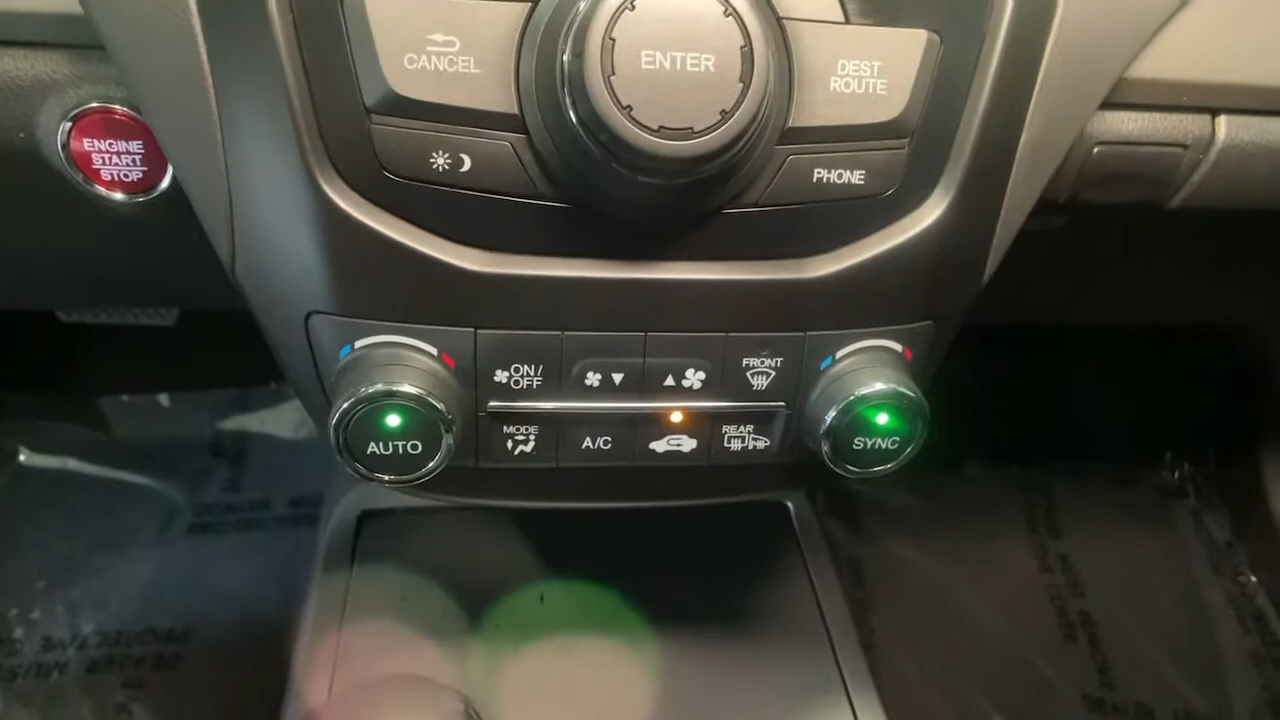 CANCEL
ENTER
DEST
ROUTE
ENGINE
START
STOP
PHONE
ON/
OFF
FRONT
AUTO
MODE
A/C
REAR
SYNC